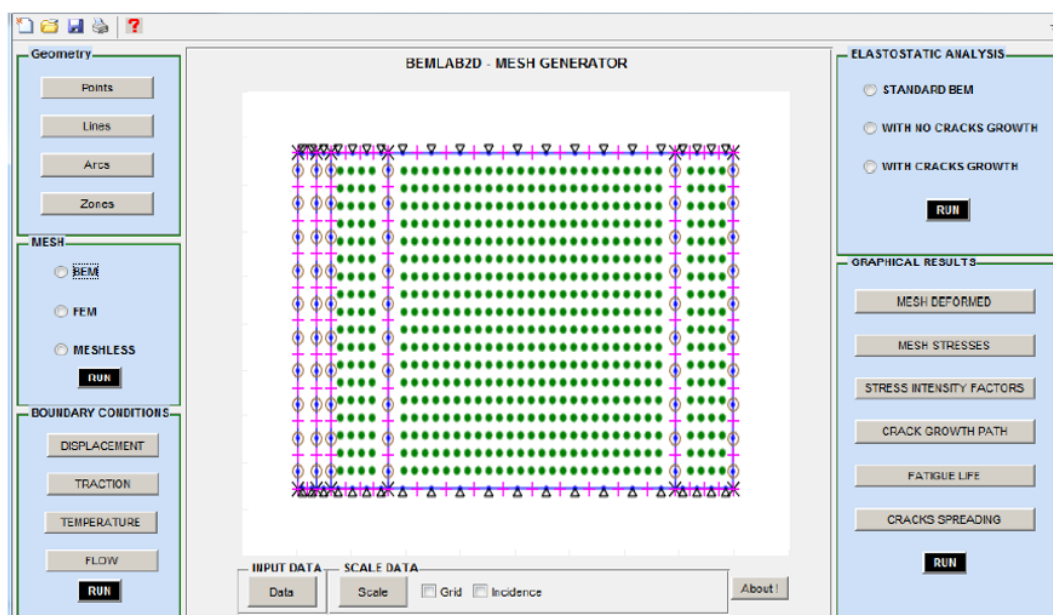 Geometry
Points
Lines
Arcs
Zones
MESH
BEM
FEM
MESHLESS
RUN
BOUNDARY CONDITIONS
DISPLACEMENT
TRACTION
TEMPERATURE
FLOW
RUN
BEMLAB2D - MESH GENERATOR
INPUT DATA
Data
SCALE DATA
Scale
Grid
Incidence
About !
ELASTOSTATIC ANALYSIS
STANDARD BEM
WITH NO CRACKS GROWTH
WITH CRACKS GROWTH
RUN
GRAPHICAL RESULTS
MESH DEFORMED
MESH STRESSES
STRESS INTENSITY FACTORS
CRACK GROWTH PATH
FATIGUE LIFE
CRACKS SPREADING
RUN